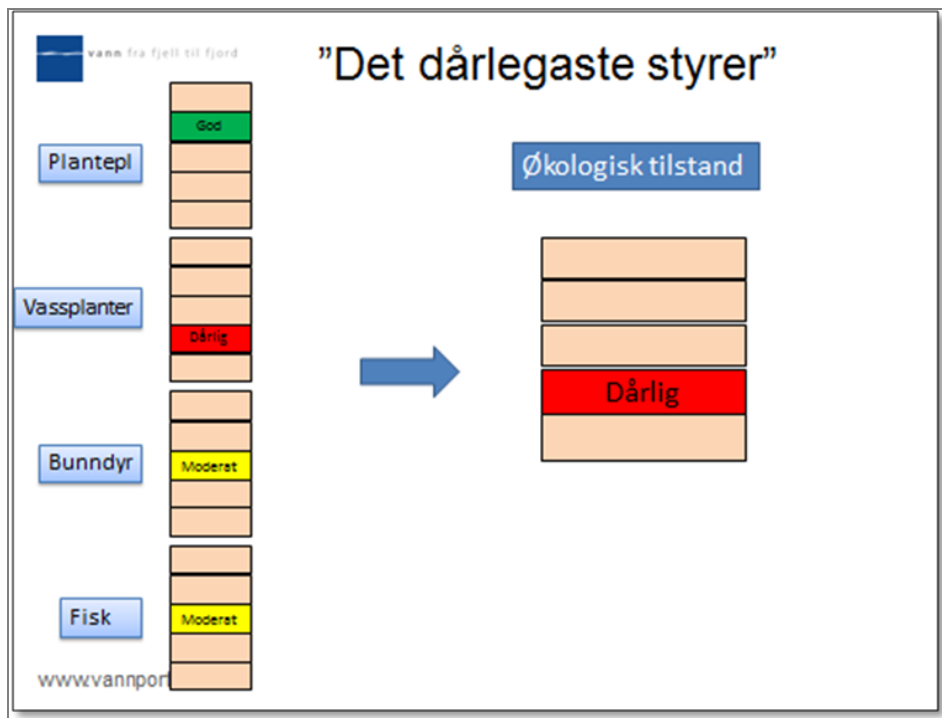 vann fra fjell til fjord
"Det dårlegaste styrer"
God
Plantepl
Økologisk tilstand
Vassplanter
Dårlig
Dårlig
Bunndyr
Moderat
Fisk
Moderat
www.vannport